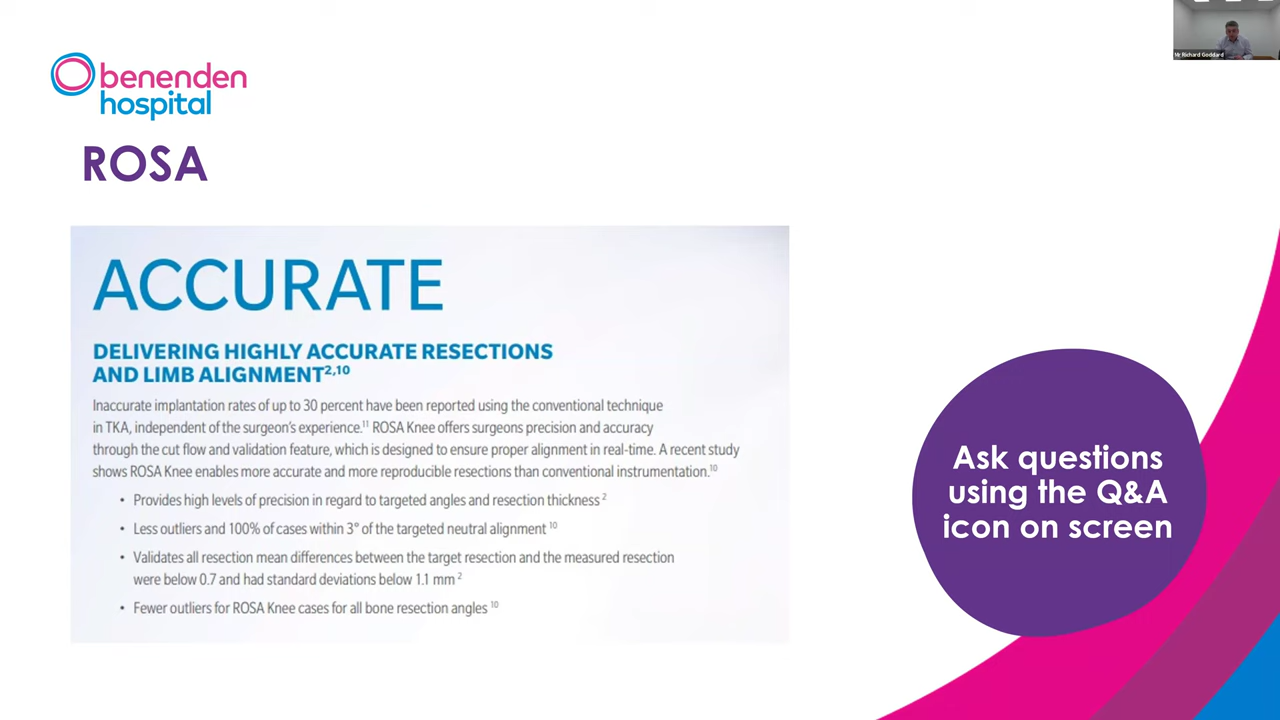 benenden
hospital
Mr Richard Goddard
ROSA
ACCURATE
DELIVERING HIGHLY ACCURATE RESECTIONS
AND LIMB ALIGNMENT2,10
Inaccurate implantation rates of up to 30 percent have been reported using the conventional technique
in TKA, independent of the surgeon's experience.11 ROSA Knee offers surgeons precision and accuracy
through the cut flow and validation feature, which is designed to ensure proper alignment in real-time. A recent study
shows ROSA Knee enables more accurate and more reproducible resections than conventional instrumentation.10
• Provides high levels of precision in regard to targeted angles and resection thickness 2
• Less outliers and 100% of cases within 3° of the targeted neutral alignment 10
• Validates all resection mean differences between the target resection and the measured resection
were below 0.7 and had standard deviations below 1.1 mm 2
• Fewer outliers for ROSA Knee cases for all bone resection angles 10
Ask questions
using the Q&A
icon on screen